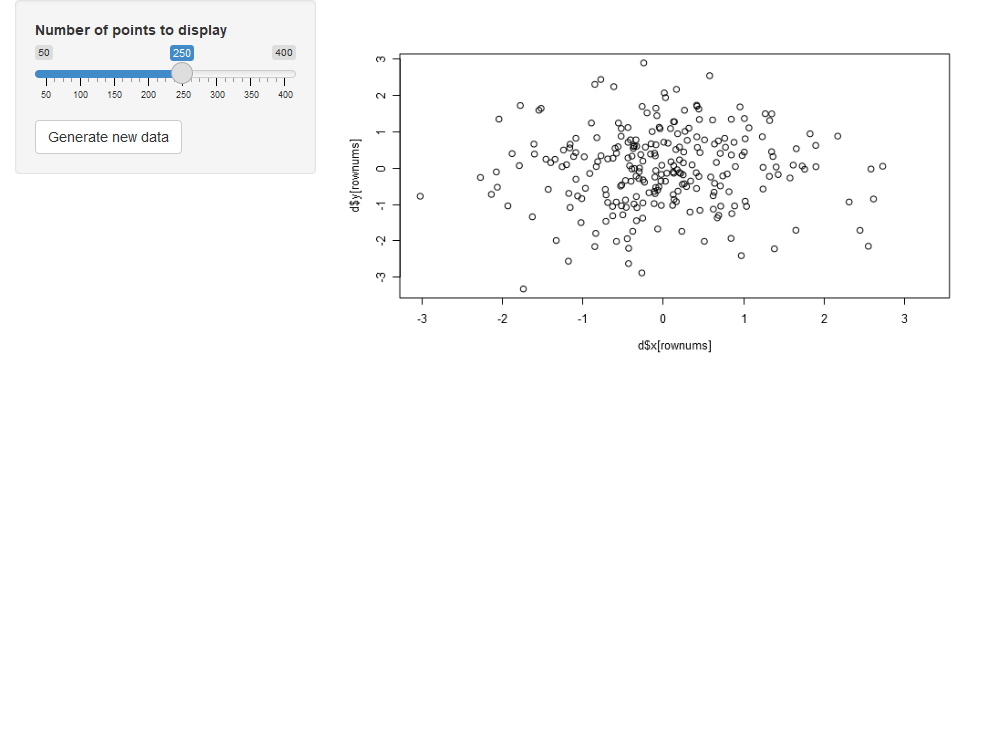 Number of points to display
50 250 400
50 100 150 200 250 300 350 400
Generate new data
d$y[rownums]
3
2
1
0
-1
-2
-3
-3 -2 -1 0 1 2 3
d$x[rownums]